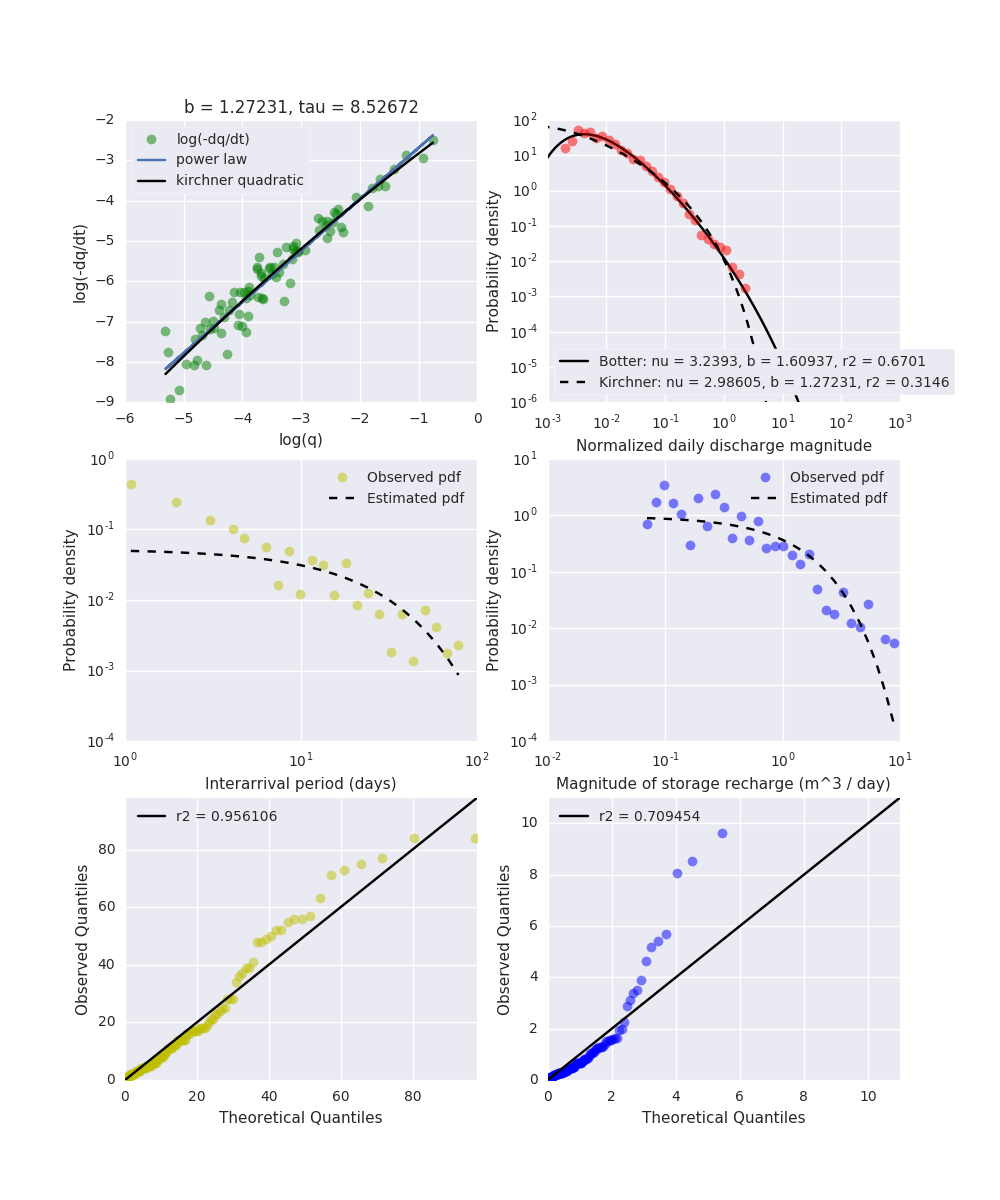 b = 1.27231, tau = 8.52672
log(-dq/dt)
power law
kirchner quadratic
−2
−3
−4
−5
−6
−7
−8
−9
log(-dq/dt)
−6 −5 −4 −3 −2 −1 0
log(q)
10^2
10^1
10^0
10^-1
10^-2
10^-3
10^-4
10^-5
10^-6
Probability density
Botter: nu = 3.2393, b = 1.60937, r2 = 0.6701
Kirchner: nu = 2.98605, b = 1.27231, r2 = 0.3146
10^-3 10^-2 10^-1 10^0 10^1 10^2 10^3
Normalized daily discharge magnitude
Observed pdf
Estimated pdf
10^0
10^-1
10^-2
10^-3
10^-4
Probability density
10^0 10^1 10^2
Interarrival period (days)
Observed pdf
Estimated pdf
10^1
10^0
10^-1
10^-2
10^-3
10^-4
Probability density
10^-2 10^-1 10^0 10^1
Magnitude of storage recharge (m^3 / day)
r2 = 0.956106
80
60
40
20
0
Observed Quantiles
0 20 40 60 80
Theoretical Quantiles
r2 = 0.709454
10
8
6
4
2
0
Observed Quantiles
0 2 4 6 8 10
Theoretical Quantiles